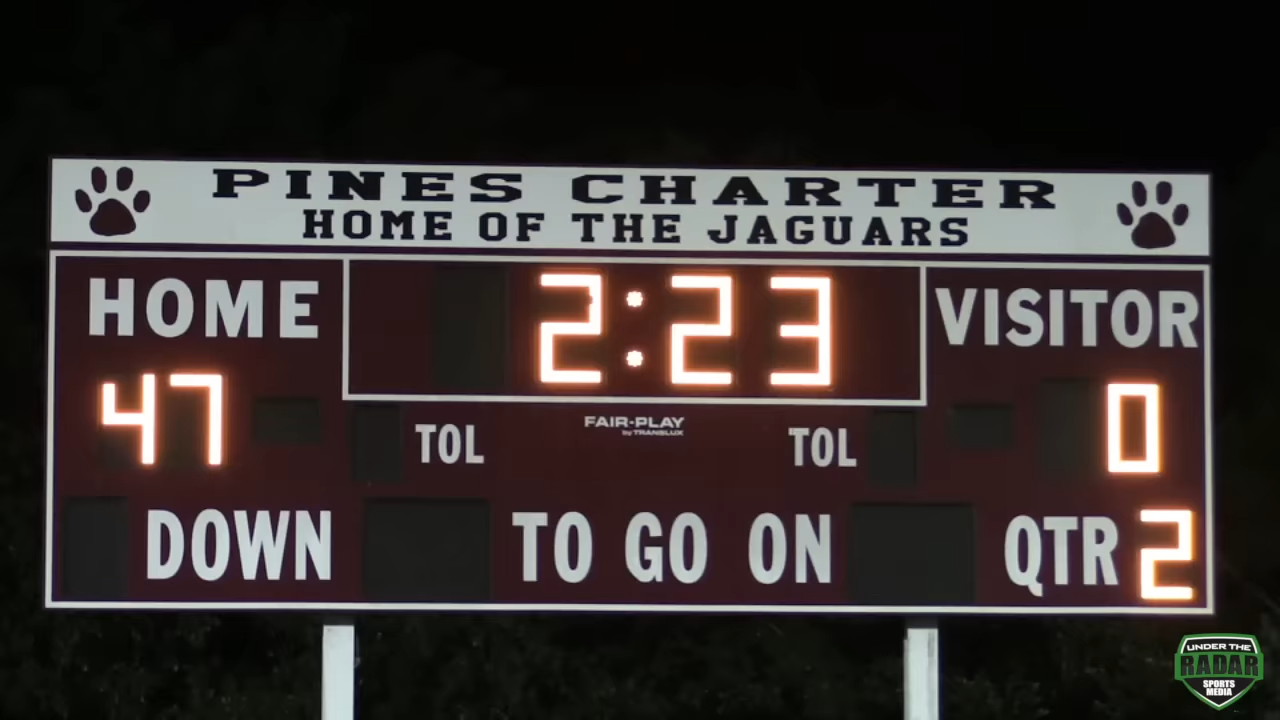 PINES CHARTER
HOME OF THE JAGUARS
HOME 2:23 VISITOR
47 0
FAIR-PLAY
by TRANSLUX
TOL TOL
DOWN TO GO ON QTR 2
UNDER THE
RADAR
SPORTS
MEDIA